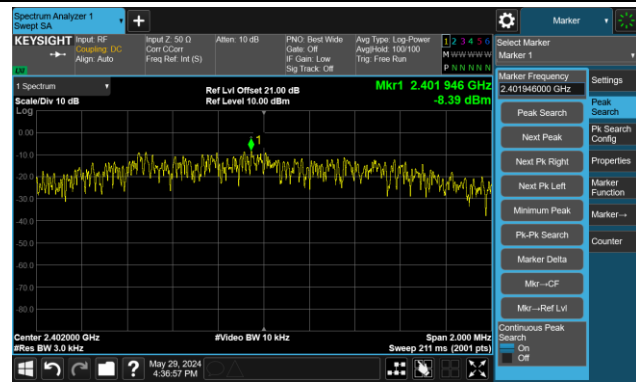 Spectrum Analyzer 1
Swept SA
Marker
KEYSIGHT
Input: RF
Coupling: DC
Align: Auto
Input Z: 50 Ω
Corr CCorr
Freq Ref: Int (S)
Atten: 10 dB
PNO: Best Wide
Gate: Off
IF Gain: Low
Sig Track: Off
Avg Type: Log-Power
Avg|Hold: 100/100
Trig: Free Run
1 2 3 4 5 6
M W W W W W
P N N N N N
Select Marker
Marker 1
1 Spectrum
Scale/Div 10 dB
Log
Ref Lvl Offset 21.00 dB
Ref Level 10.00 dBm
Mkr1 2.401 946 GHz
-8.39 dBm
1
0.00
-10.0
-20.0
-30.0
-40.0
-50.0
-60.0
-70.0
-80.0
Center 2.402000 GHz
#Res BW 3.0 kHz
#Video BW 10 kHz
Span 2.000 MHz
Sweep 211 ms (2001 pts)
Marker Frequency
2.401946000 GHz
Peak Search
Next Peak
Next Pk Right
Next Pk Left
Minimum Peak
Pk-Pk Search
Marker Delta
Mkr→CF
Mkr→Ref Lvl
Continuous Peak
Search
On
Off
Settings
Peak
Search
Pk Search
Config
Properties
Marker
Function
Marker→
Counter
?
May 29, 2024
4:36:57 PM